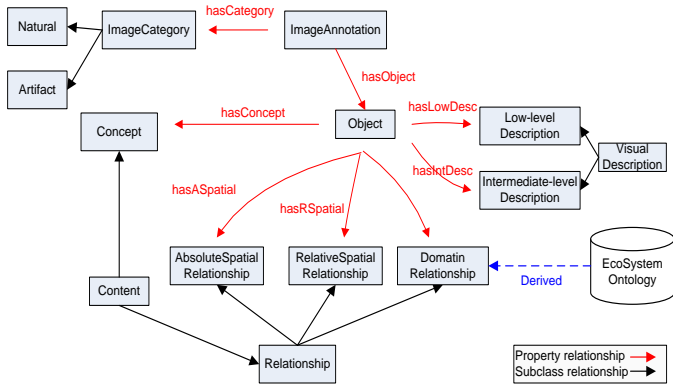 Natural
ImageCategory
hasCategory
ImageAnnotation
Artifact
hasObject
hasConcept
hasLowDesc
Concept
Object
Low-level
Description
Visual
Description
hasIntDesc
Intermediate-level
Description
hasASpatial
hasRSpatial
AbsoluteSpatial
Relationship
RelativeSpatial
Relationship
Domatin
Relationship
EcoSystem
Ontology
Derived
Content
Relationship
Property relationship
Subclass relationship